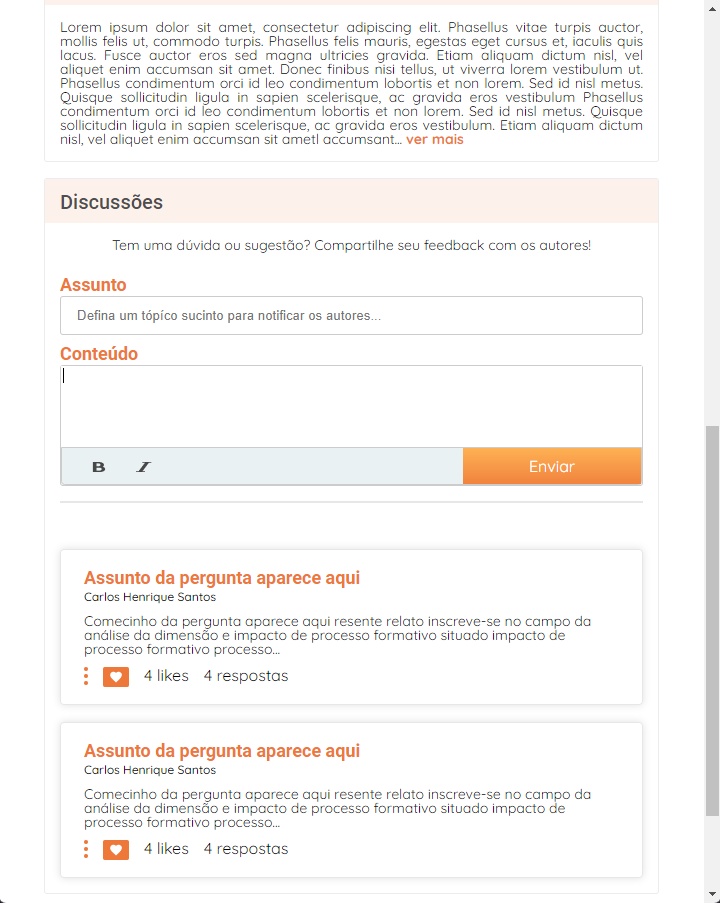 Lorem ipsum dolor sit amet, consectetur adipiscing elit. Phasellus vitae turpis auctor,
mollis felis ut, commodo turpis. Phasellus felis mauris, egestas eget cursus et, iaculis quis
lacus. Fusce auctor eros sed magna ultricies gravida. Etiam aliquam dictum nisl, vel
aliquet enim accumsan sit amet. Donec finibus nisi tellus, ut viverra lorem vestibulum ut.
Phasellus condimentum orci id leo condimentum lobortis et non lorem. Sed id nisl metus.
Quisque sollicitudin ligula in sapien scelerisque, ac gravida eros vestibulum Phasellus
condimentum orci id leo condimentum lobortis et non lorem. Sed id nisl metus. Quisque
sollicitudin ligula in sapien scelerisque, ac gravida eros vestibulum. Etiam aliquam dictum
nisl, vel aliquet enim accumsan sit ametl accumsant... ver mais
Discussões
Tem uma dúvida ou sugestão? Compartilhe seu feedback com os autores!
Assunto
Defina um tópíco sucinto para notificar os autores...
Conteúdo
B I Enviar
Assunto da pergunta aparece aqui
Carlos Henrique Santos
Comecinho da pergunta aparece aqui resente relato inscreve-se no campo da
análise da dimensão e impacto de processo formativo situado impacto de
processo formativo processo...
4 likes 4 respostas
Assunto da pergunta aparece aqui
Carlos Henrique Santos
Comecinho da pergunta aparece aqui resente relato inscreve-se no campo da
análise da dimensão e impacto de processo formativo situado impacto de
processo formativo processo...
4 likes 4 respostas